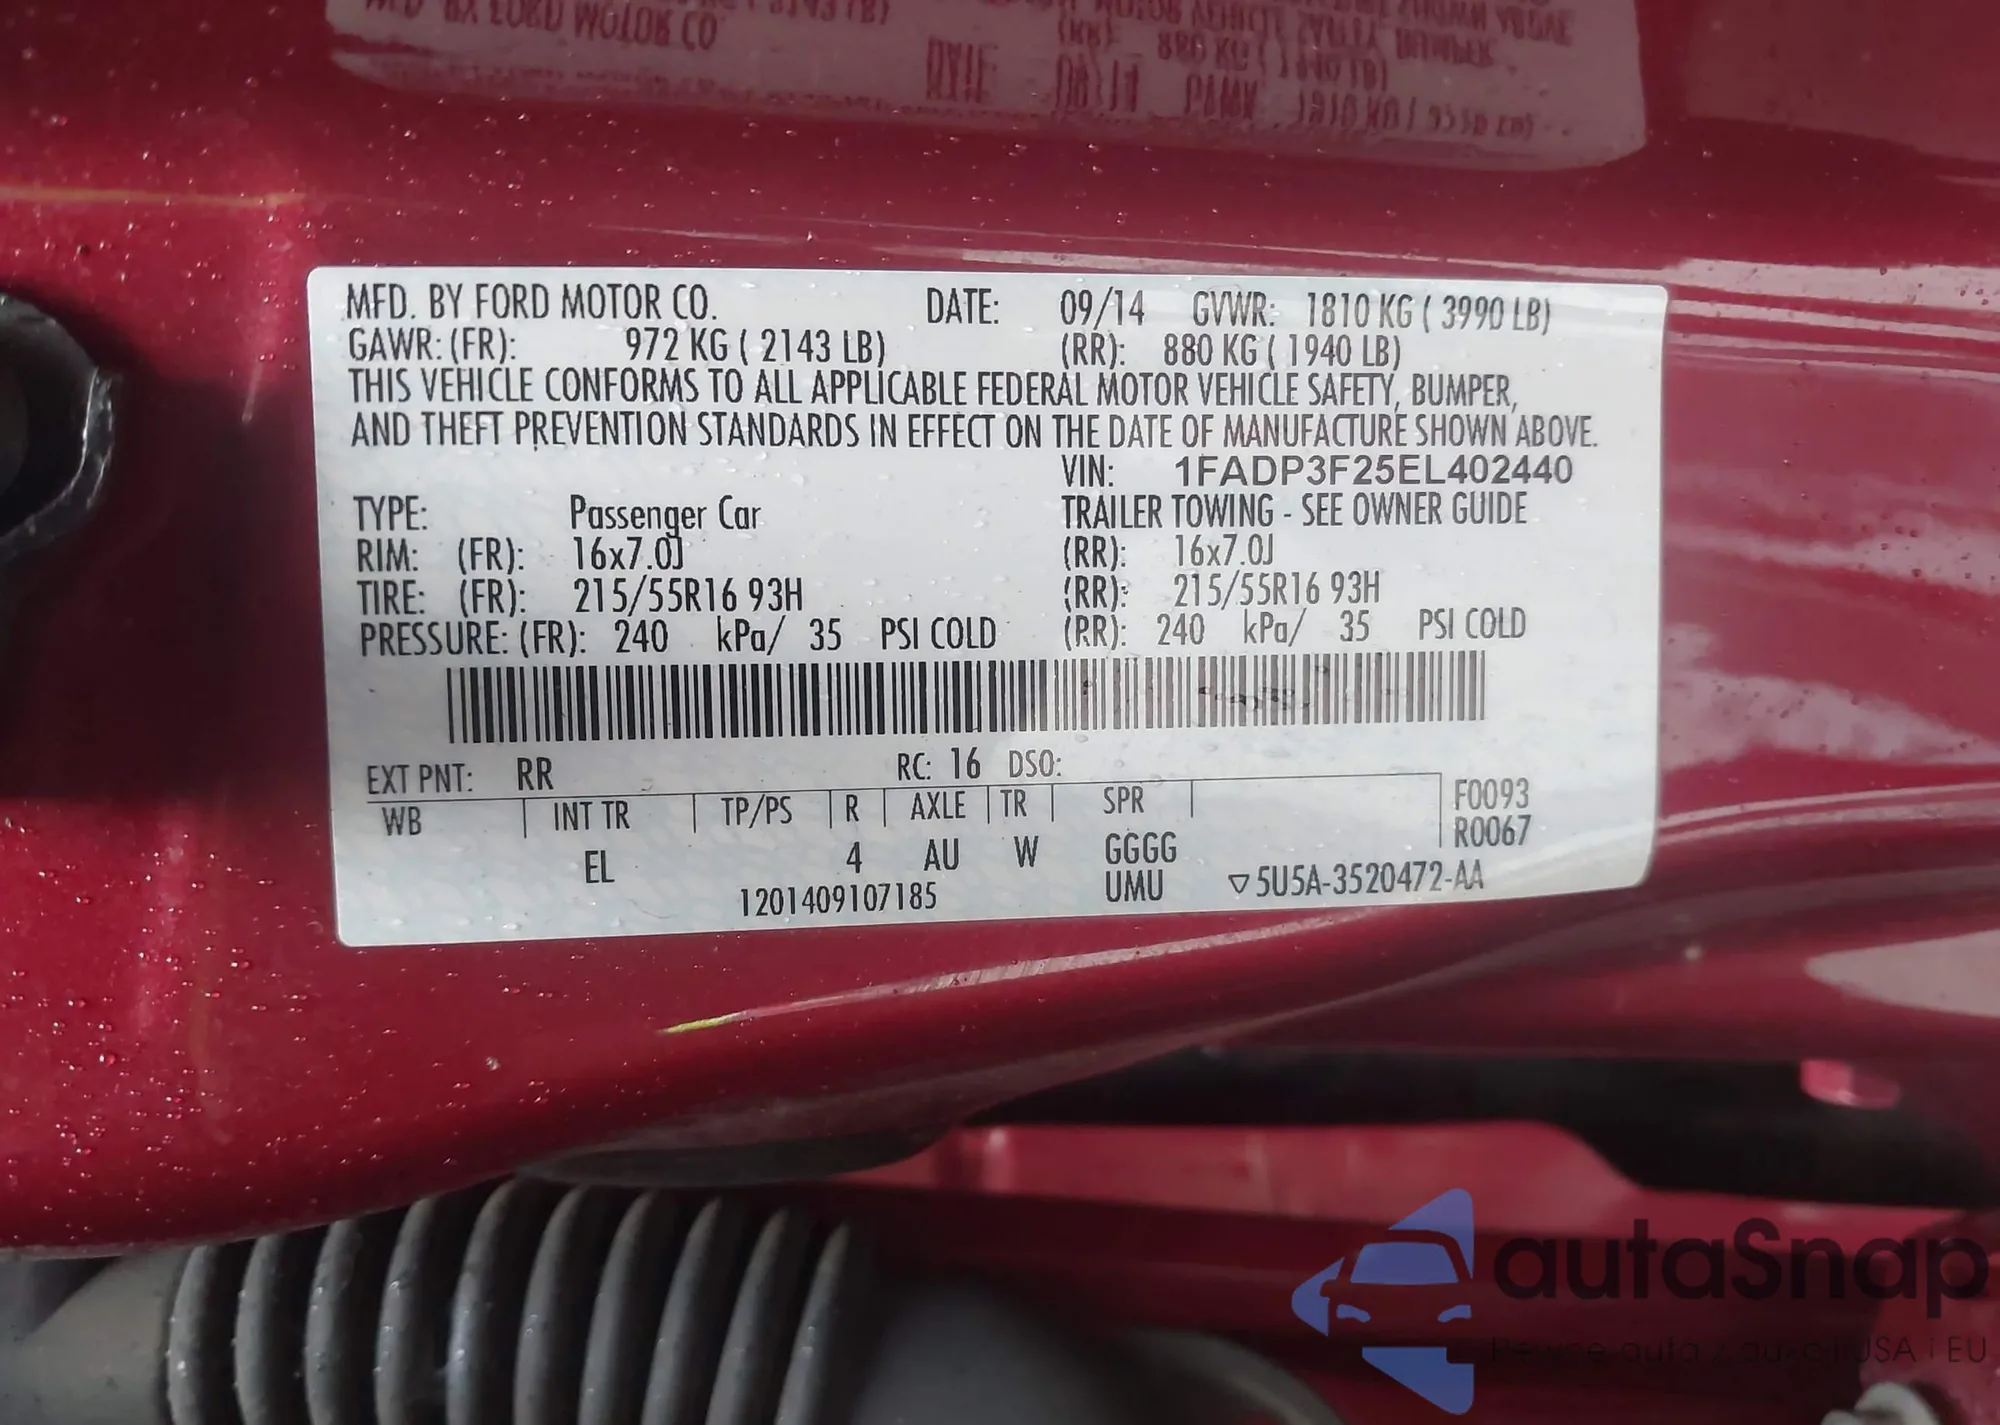 MFD. BY FORD MOTOR CO. DATE: 09/14 GVWR: 1810 KG ( 3990 LB)
GAWR: (FR): 972 KG ( 2143 LB) (RR): 880 KG ( 1940 LB)
THIS VEHICLE CONFORMS TO ALL APPLICABLE FEDERAL MOTOR VEHICLE SAFETY, BUMPER,
AND THEFT PREVENTION STANDARDS IN EFFECT ON THE DATE OF MANUFACTURE SHOWN ABOVE.
VIN: 1FADP3F25EL402440
TYPE: Passenger Car TRAILER TOWING - SEE OWNER GUIDE
RIM: (FR): 16x7.0J (RR): 16x7.0J
TIRE: (FR): 215/55R16 93H (RR): 215/55R16 93H
PRESSURE: (FR): 240 kPa/ 35 PSI COLD (RR): 240 kPa/ 35 PSI COLD
EXT PNT: RR RC: 16 DSO:
WB INT TR TP/PS R AXLE TR SPR F0093
R0067
EL 4 AU W GGGG
1201409107185 UMU ▽5U5A-3520472-AA
autaSnap
Pewne auta z aukcji USA i EU